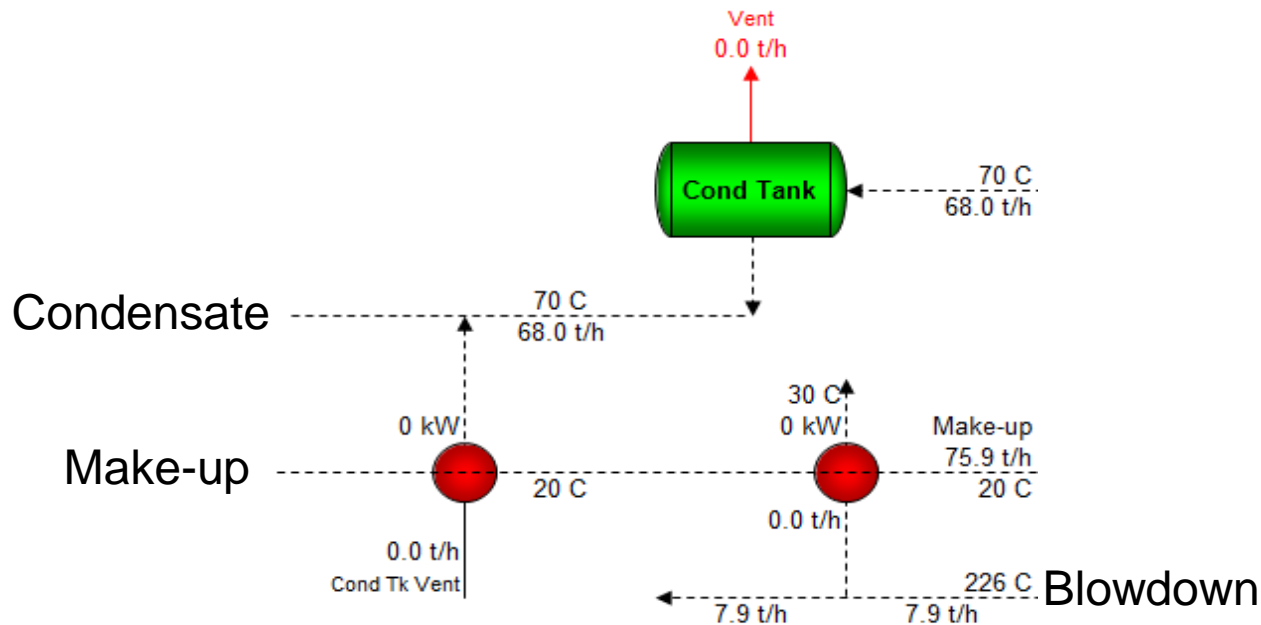 Vent
0.0 t/h
Cond Tank
70 C
68.0 t/h
Condensate
70 C
68.0 t/h
30 C
0 kW
0 kW
Make-up
75.9 t/h
Make-up
20 C
20 C
0.0 t/h
0.0 t/h
Cond Tk Vent
226 C
Blowdown
7.9 t/h
7.9 t/h